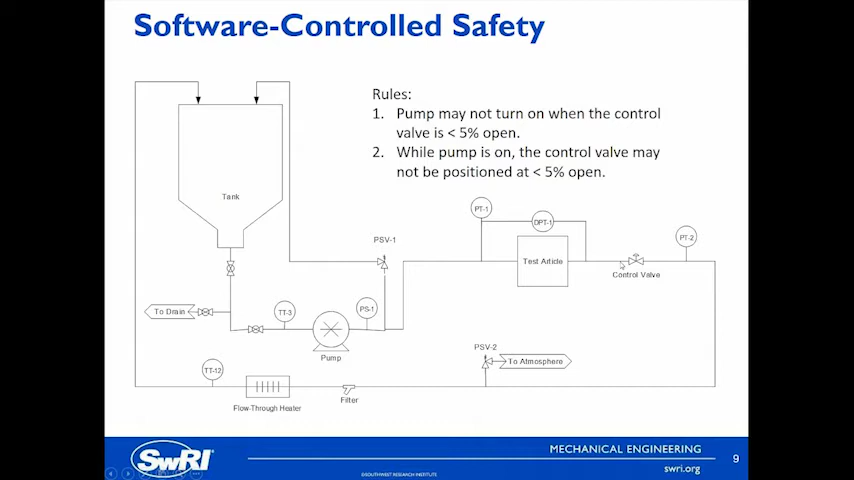 Software-Controlled Safety
Rules:
1. Pump may not turn on when the control
valve is < 5% open.
2. While pump is on, the control valve may
not be positioned at < 5% open.
Tank
PSV-1
PT-1
DPT-1
PT-2
Test Article
Control Valve
To Drain
TT-3
PS-1
Pump
PSV-2
To Atmosphere
TT-12
Flow-Through Heater
Filter
SwRI
©SOUTHWEST RESEARCH INSTITUTE
MECHANICAL ENGINEERING
swri.org
9